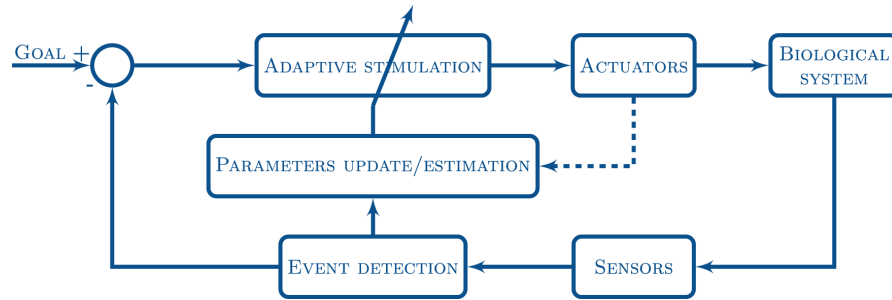 GOAL +
-
ADAPTIVE STIMULATION
ACTUATORS
BIOLOGICAL
SYSTEM
PARAMETERS UPDATE/ESTIMATION
EVENT DETECTION
SENSORS